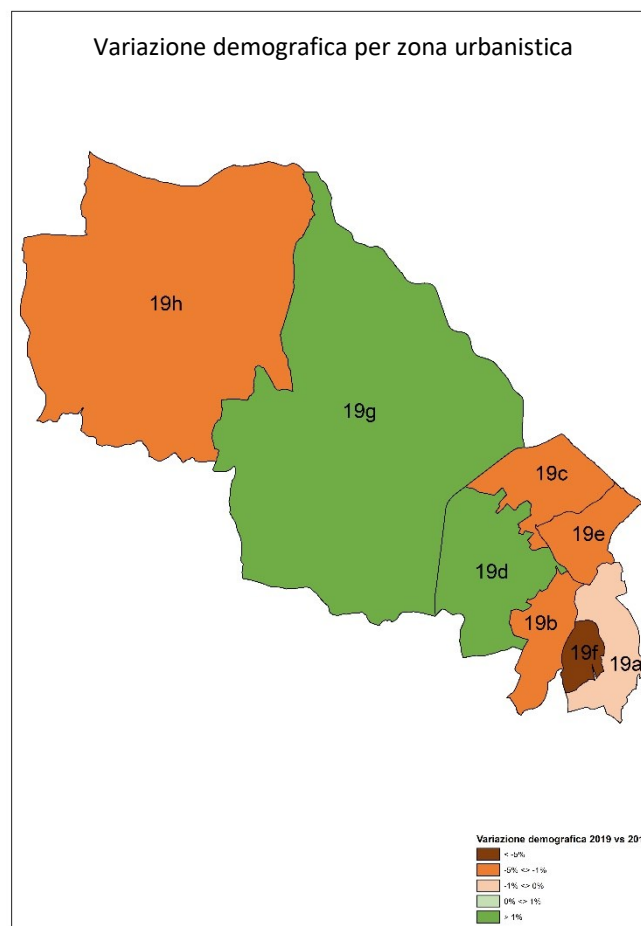 Variazione demografica per zona urbanistica
19h
19g
19c
19e
19d
19b
19f
19a
Variazione demografica 2019 vs 201
< -5%
-5% <> -1%
-1% <> 0%
0% <> 1%
> 1%